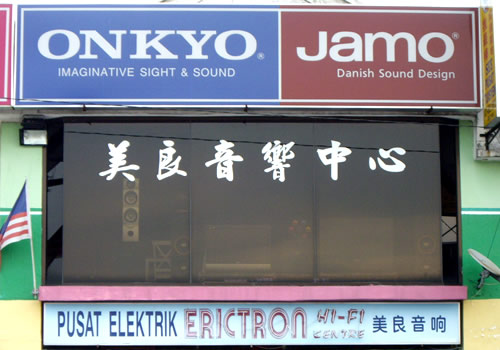 ONKYO® Jamo®
IMAGINATIVE SIGHT & SOUND Danish Sound Design
美良音響中心
PUSAT ELEKTRIK ERICTRON HI-FI CENTRE 美良音响